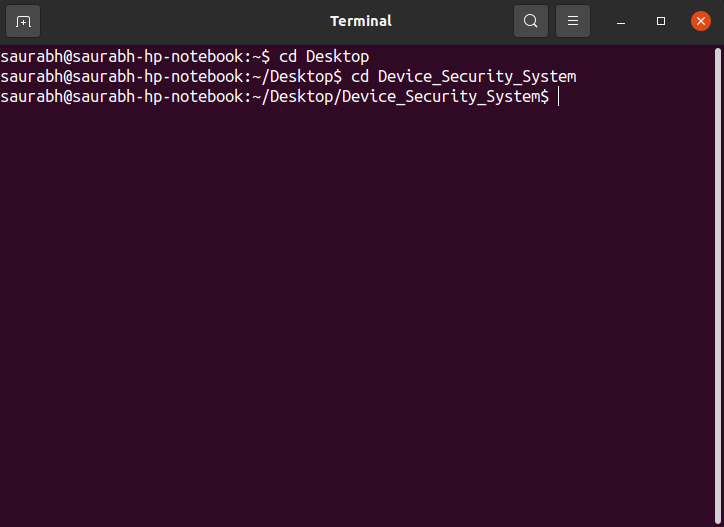 Terminal
saurabh@saurabh-hp-notebook:~$ cd Desktop
saurabh@saurabh-hp-notebook:~/Desktop$ cd Device_Security_System
saurabh@saurabh-hp-notebook:~/Desktop/Device_Security_System$